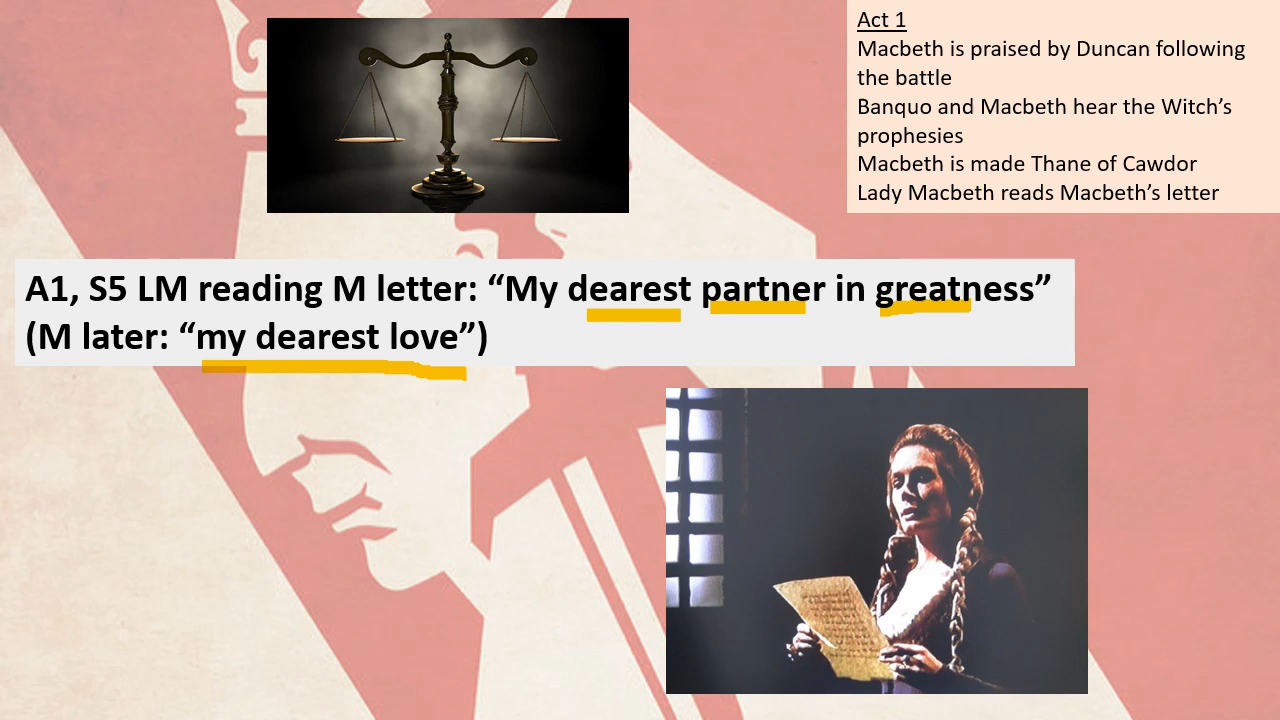 Act 1
Macbeth is praised by Duncan following
the battle
Banquo and Macbeth hear the Witch’s
prophesies
Macbeth is made Thane of Cawdor
Lady Macbeth reads Macbeth’s letter
A1, S5 LM reading M letter: “My dearest partner in greatness”
(M later: “my dearest love”)